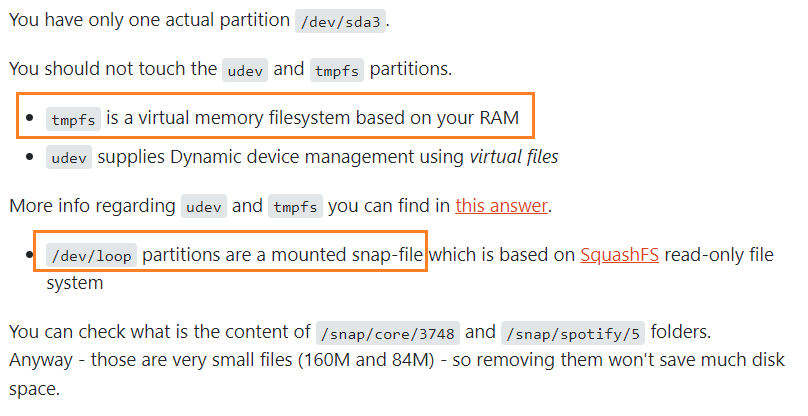 You have only one actual partition /dev/sda3.
You should not touch the udev and tmpfs partitions.
• tmpfs is a virtual memory filesystem based on your RAM
• udev supplies Dynamic device management using virtual files
More info regarding udev and tmpfs you can find in this answer.
• /dev/loop partitions are a mounted snap-file which is based on SquashFS read-only file
system
You can check what is the content of /snap/core/3748 and /snap/spotify/5 folders.
Anyway - those are very small files (160M and 84M) - so removing them won't save much disk
space.